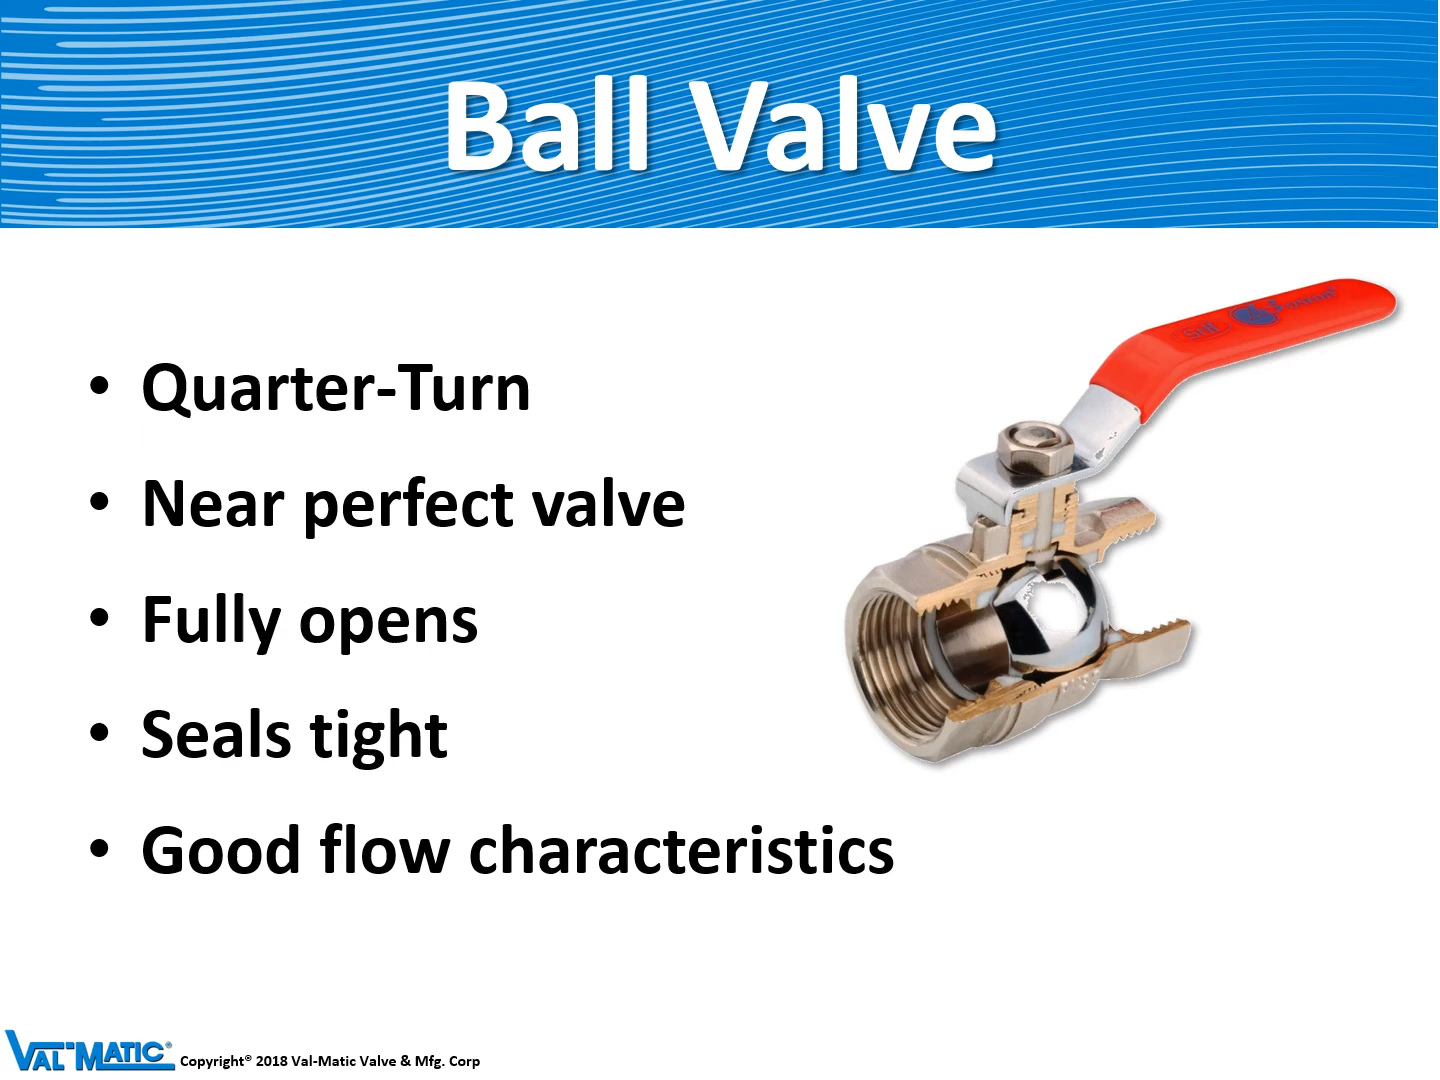 Ball Valve
• Quarter-Turn
• Near perfect valve
• Fully opens
• Seals tight
• Good flow characteristics
VAL-MATIC® Copyright® 2018 Val-Matic Valve & Mfg. Corp